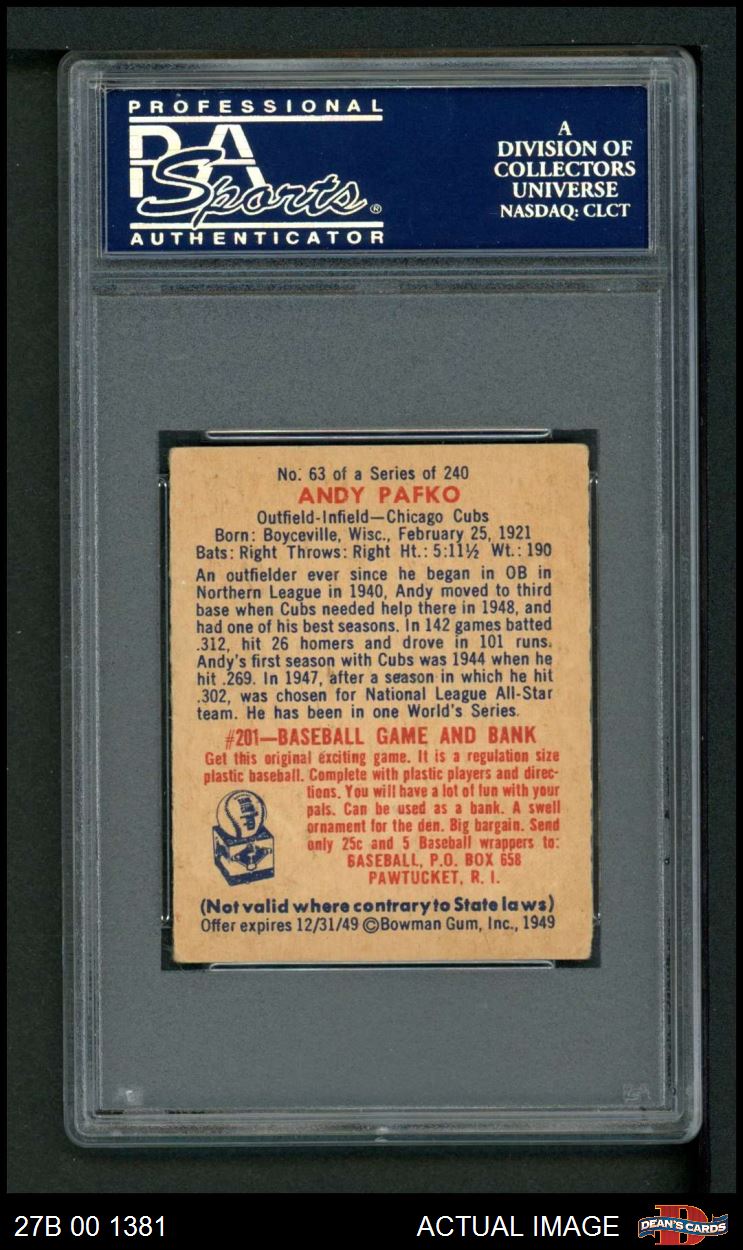 PROFESSIONAL
PSA
Sports®
AUTHENTICATOR
A
DIVISION OF
COLLECTORS
UNIVERSE
NASDAQ: CLCT
No. 63 of a Series of 240
ANDY PAFKO
Outfield-Infield—Chicago Cubs
Born: Boyceville, Wisc., February 25, 1921
Bats: Right Throws: Right Ht.: 5:11½ Wt.: 190
An outfielder ever since he began in OB in
Northern League in 1940, Andy moved to third
base when Cubs needed help there in 1948, and
had one of his best seasons. In 142 games batted
.312, hit 26 homers and drove in 101 runs.
Andy's first season with Cubs was 1944 when he
hit .269. In 1947, after a season in which he hit
.302, was chosen for National League All-Star
team. He has been in one World's Series.
#201—BASEBALL GAME AND BANK
Get this original exciting game. It is a regulation size
plastic baseball. Complete with plastic players and direc-
tions. You will have a lot of fun with your
pals. Can be used as a bank. A swell
ornament for the den. Big bargain. Send
only 25c and 5 Baseball wrappers to:
BASEBALL, P.O. BOX 658
PAWTUCKET, R. I.
(Not valid where contrary to State laws)
Offer expires 12/31/49 ©Bowman Gum, Inc., 1949
27B 00 1381
ACTUAL IMAGE
DEAN'S CARDS